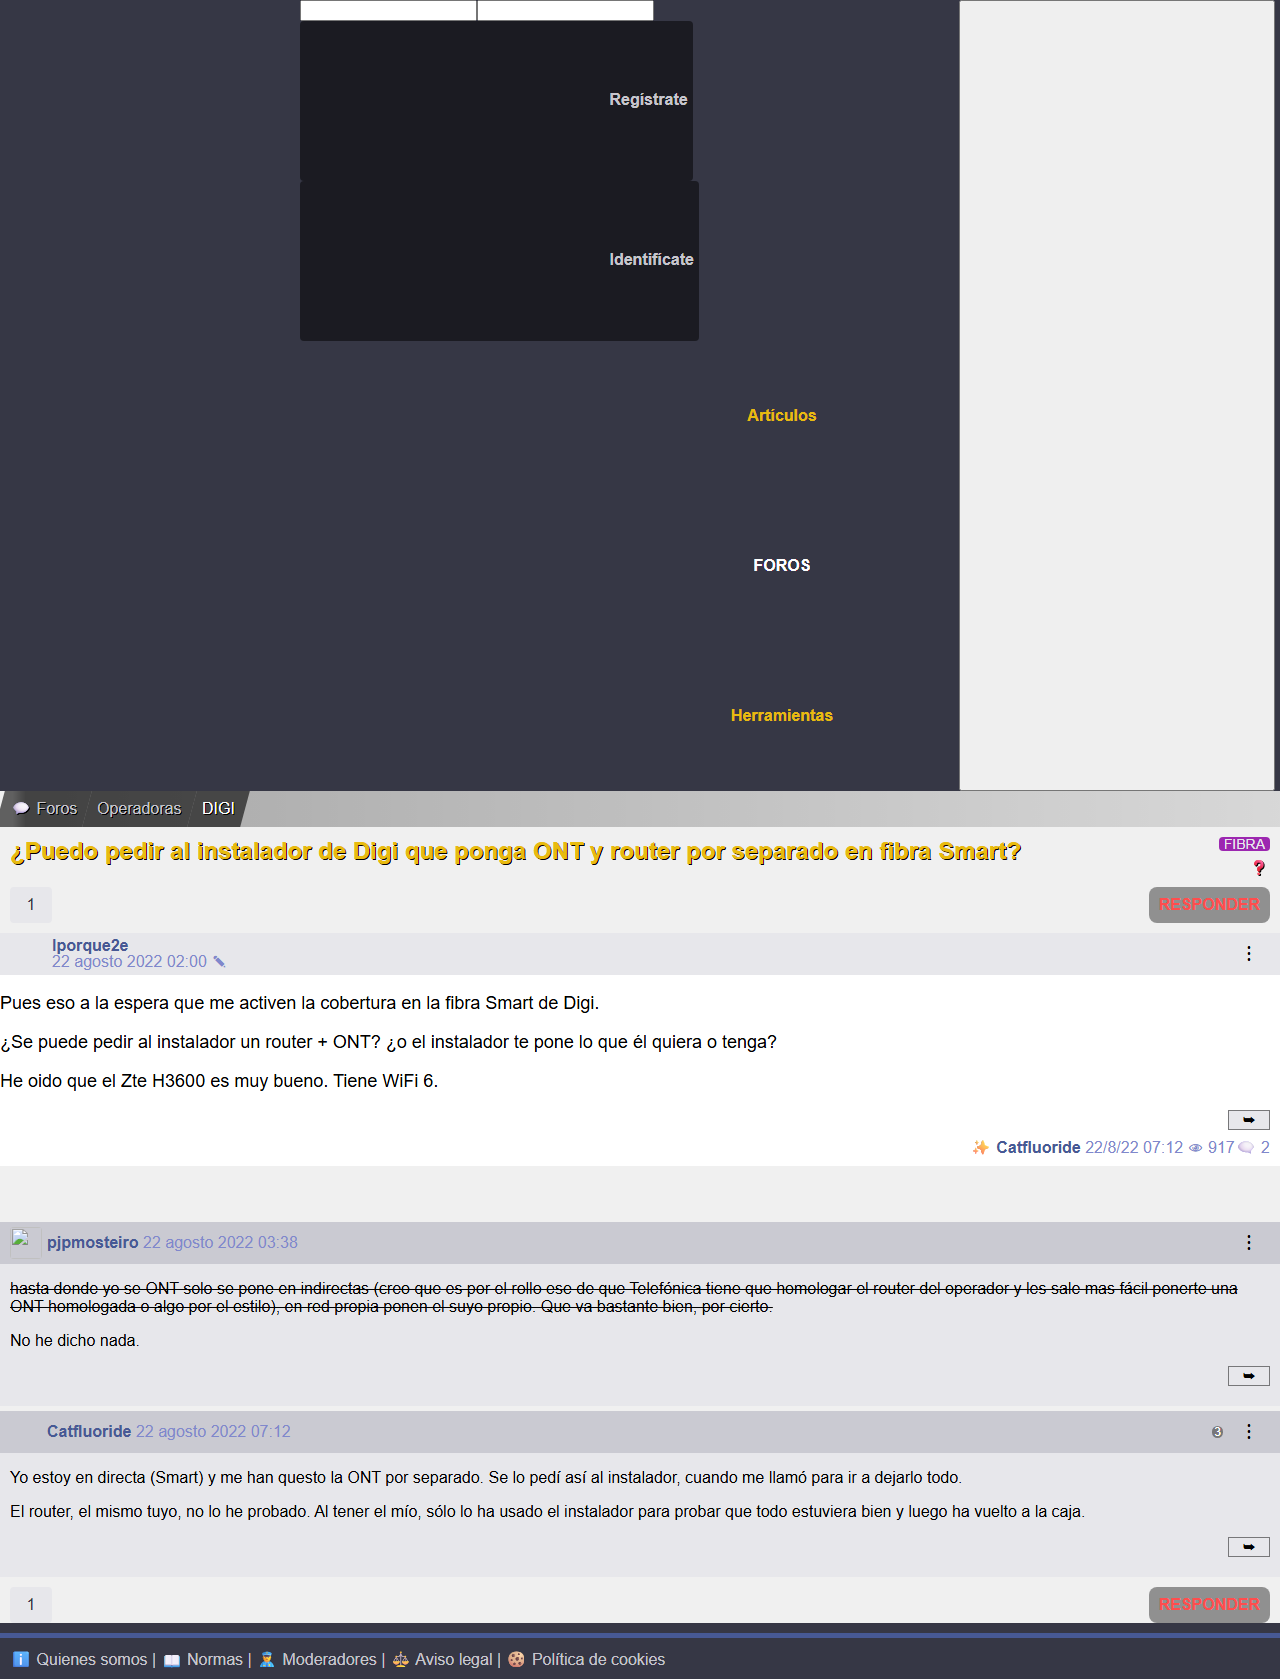 Regístrate
Identifícate
Artículos
FOROS
Herramientas
Foros Operadoras DIGI
¿Puedo pedir al instalador de Digi que ponga ONT y router por separado en fibra Smart?
FIBRA
1
RESPONDER
lporque2e
22 agosto 2022 02:00
Pues eso a la espera que me activen la cobertura en la fibra Smart de Digi.
¿Se puede pedir al instalador un router + ONT? ¿o el instalador te pone lo que él quiera o tenga?
He oido que el Zte H3600 es muy bueno. Tiene WiFi 6.
Catfluoride 22/8/22 07:12 917 2
pjpmosteiro 22 agosto 2022 03:38
hasta donde yo se ONT solo se pone en indirectas (creo que es por el rollo ese de que Telefónica tiene que homologar el router del operador y les sale mas fácil ponerte una
ONT homologada o algo por el estilo), en red propia ponen el suyo propio. Que va bastante bien, por cierto.
No he dicho nada.
Catfluoride 22 agosto 2022 07:12
3
Yo estoy en directa (Smart) y me han questo la ONT por separado. Se lo pedí así al instalador, cuando me llamó para ir a dejarlo todo.
El router, el mismo tuyo, no lo he probado. Al tener el mío, sólo lo ha usado el instalador para probar que todo estuviera bien y luego ha vuelto a la caja.
1
RESPONDER
Quienes somos | Normas | Moderadores | Aviso legal | Política de cookies